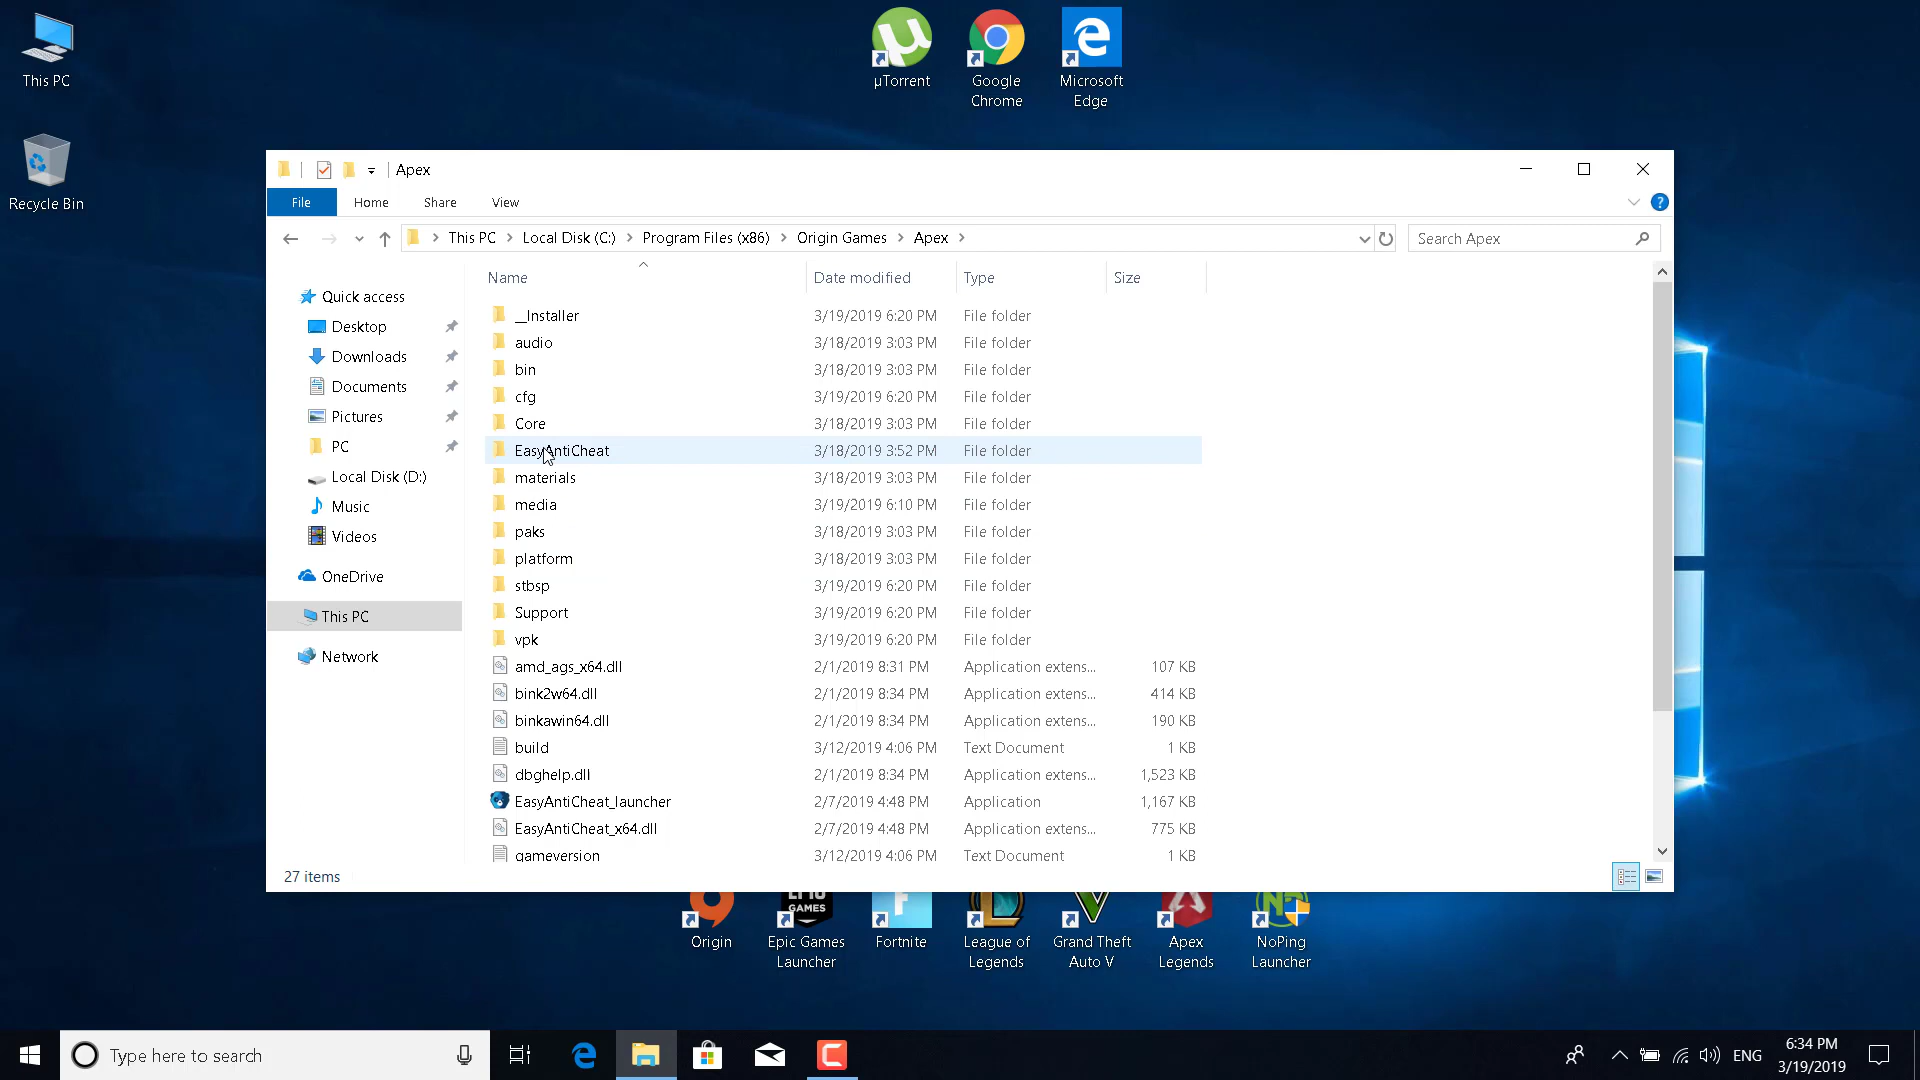 This PC
Recycle Bin
µTorrent
Google
Chrome
Microsoft
Edge
Apex
File
Home
Share
View
This PC
Local Disk (C:)
Program Files (x86)
Origin Games
Apex
Search Apex
Name
Date modified
Type
Size
Quick access
Desktop
Downloads
Documents
Pictures
PC
Local Disk (D:)
Music
Videos
OneDrive
This PC
Network
__Installer 3/19/2019 6:20 PM File folder
audio 3/18/2019 3:03 PM File folder
bin 3/18/2019 3:03 PM File folder
cfg 3/19/2019 6:20 PM File folder
Core 3/18/2019 3:03 PM File folder
EasyAntiCheat 3/18/2019 3:52 PM File folder
materials 3/18/2019 3:03 PM File folder
media 3/19/2019 6:10 PM File folder
paks 3/18/2019 3:03 PM File folder
platform 3/18/2019 3:03 PM File folder
stbsp 3/19/2019 6:20 PM File folder
Support 3/19/2019 6:20 PM File folder
vpk 3/19/2019 6:20 PM File folder
amd_ags_x64.dll 2/1/2019 8:31 PM Application extens... 107 KB
bink2w64.dll 2/1/2019 8:34 PM Application extens... 414 KB
binkawin64.dll 2/1/2019 8:34 PM Application extens... 190 KB
build 3/12/2019 4:06 PM Text Document 1 KB
dbghelp.dll 2/1/2019 8:34 PM Application extens... 1,523 KB
EasyAntiCheat_launcher 2/7/2019 4:48 PM Application 1,167 KB
EasyAntiCheat_x64.dll 2/7/2019 4:48 PM Application extens... 775 KB
gameversion 3/12/2019 4:06 PM Text Document 1 KB
27 items
GAMES
Origin
Epic Games
Launcher
Fortnite
League of
Legends
Grand Theft
Auto V
Apex
Legends
NoPing
Launcher
Type here to search
ENG
6:34 PM
3/19/2019